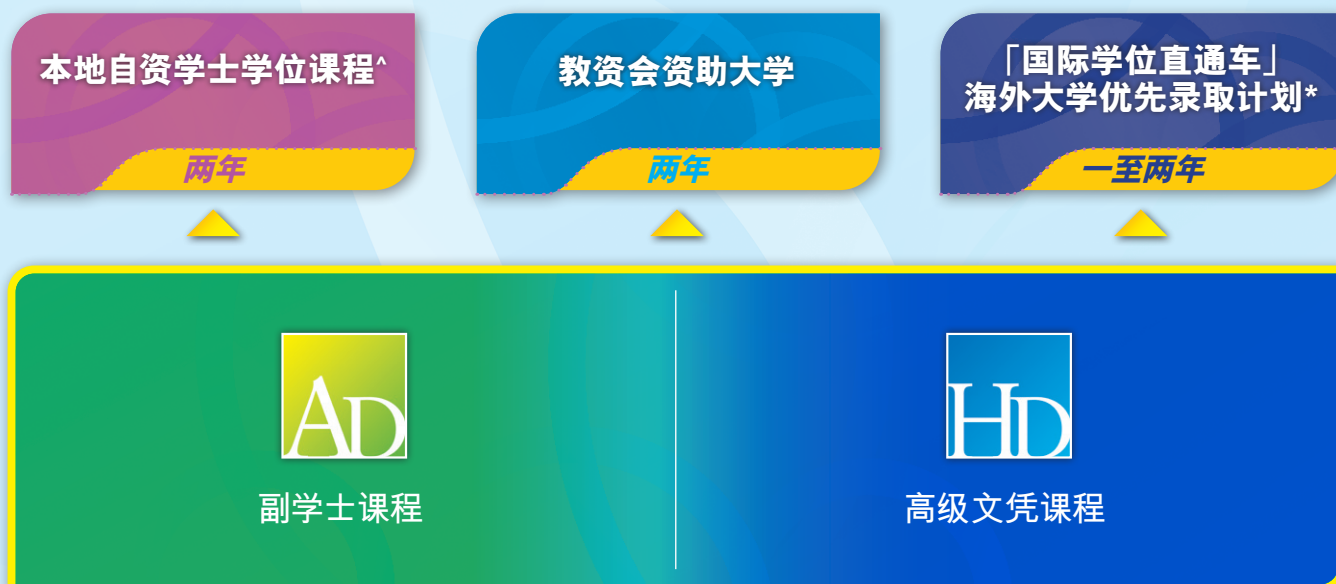 本地自资学士学位课程^
两年
教资会资助大学
两年
「国际学位直通车」
海外大学优先录取计划*
一至两年
AD
副学士课程
HD
高级文凭课程